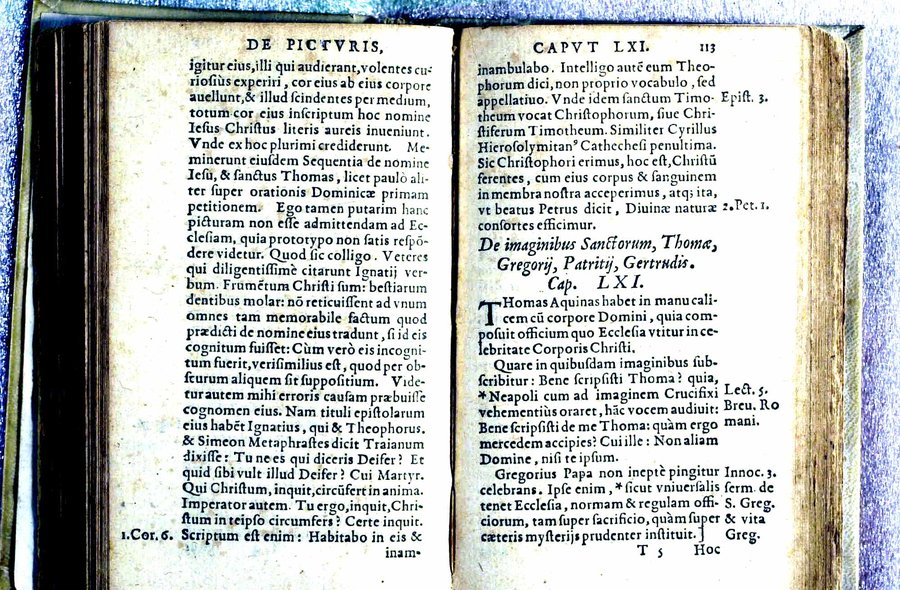 DE PICTVRIS,
igitur eius, illi qui audierant, volentes cu-
riosiùs experiri, cor eius ab eius corpore
auellunt, & illud scindentes per medium,
totum cor eius inscriptum hoc nomine
Iesus Christus literis aureis inueniunt.
Vnde ex hoc plurimi crediderunt. Me-
minerunt eiusdem Sequentia de nomine
Iesu, & sanctus Thomas, licet paulò ali-
ter super orationis Dominicæ primam
petitionem. Ego tamen putarim hanc
picturam non esse admittendam ad Ec-
clesiam, quia prototypo non satis respõ-
dere videtur. Quod sic colligo. Veteres
qui diligentissimè citarunt Ignatij ver-
bum. Frumẽtum Christi sum: bestiarum
dentibus molar: nõ reticuissent ad vnum
omnes tam memorabile factum quod
prædicti de nomine eius tradunt, si id eis
cognitum fuisset: Cùm verò eis incogni-
tum fuerit, verisimilius est, quod per ob-
scurum aliquem sit suppositium. Vide-
tur autem mihi erroris causam præbuisse
cognomen eius. Nam tituli epistolarum
eius habẽt Ignatius, qui & Theophorus.
& Simeon Metaphrastes dicit Traianum
dixisse: Tu ne es qui diceris Deifer? Et
quid sibi vult illud Deifer? Cui Martyr.
Qui Christum, inquit, circũfert in anima.
Imperator autem. Tu ergo, inquit, Chri-
stum in teipso circumfers? Certe inquit.
1.Cor. 6. Scriptum est enim: Habitabo in eis &
inam-
CAPVT LXI. 113
inambulabo. Intelligo autẽ eum Theo-
phorum dici, non proprio vocabulo, sed
appellatiuo. Vnde idem sanctum Timo- Epist. 3.
theum vocat Christophorum, siue Chri-
stiferum Timotheum. Similiter Cyrillus
Hierosolymitanꝰ Cathechesi penultima.
Sic Christophori erimus, hoc est, Christũ
ferentes, cum eius corpus & sanguinem
in membra nostra acceperimus, atq; ita,
vt beatus Petrus dicit, Diuinæ naturæ 2.Pet. 1.
consortes efficimur.
De imaginibus Sanctorum, Thomæ,
Gregorij, Patritij, Gertrudis.
Cap. LXI.
THomas Aquinas habet in manu cali-
cem cũ corpore Domini, quia com-
posuit officium quo Ecclesia vtitur in ce-
lebritate Corporis Christi.
Quare in quibusdam imaginibus sub-
scribitur: Bene scripsisti Thoma? quia,
*Neapoli cum ad imaginem Crucifixi Lect. 5.
vehementiùs oraret, hãc vocem audiuit: Breu. Ro
Bene scripsisti de me Thoma: quàm ergo mani.
mercedem accipies? Cui ille: Non aliam
Domine, nisi te ipsum.
Gregorius Papa non ineptè pingitur Innoc. 3.
celebrans. Ipse enim, *sicut vniuersalis serm. de
tenet Ecclesia, normam & regulam offi- S. Greg.
ciorum, tam super sacrificio, quàm super & vita
cæteris mysterijs prudenter instituit.] Greg.
T 5 Hoc